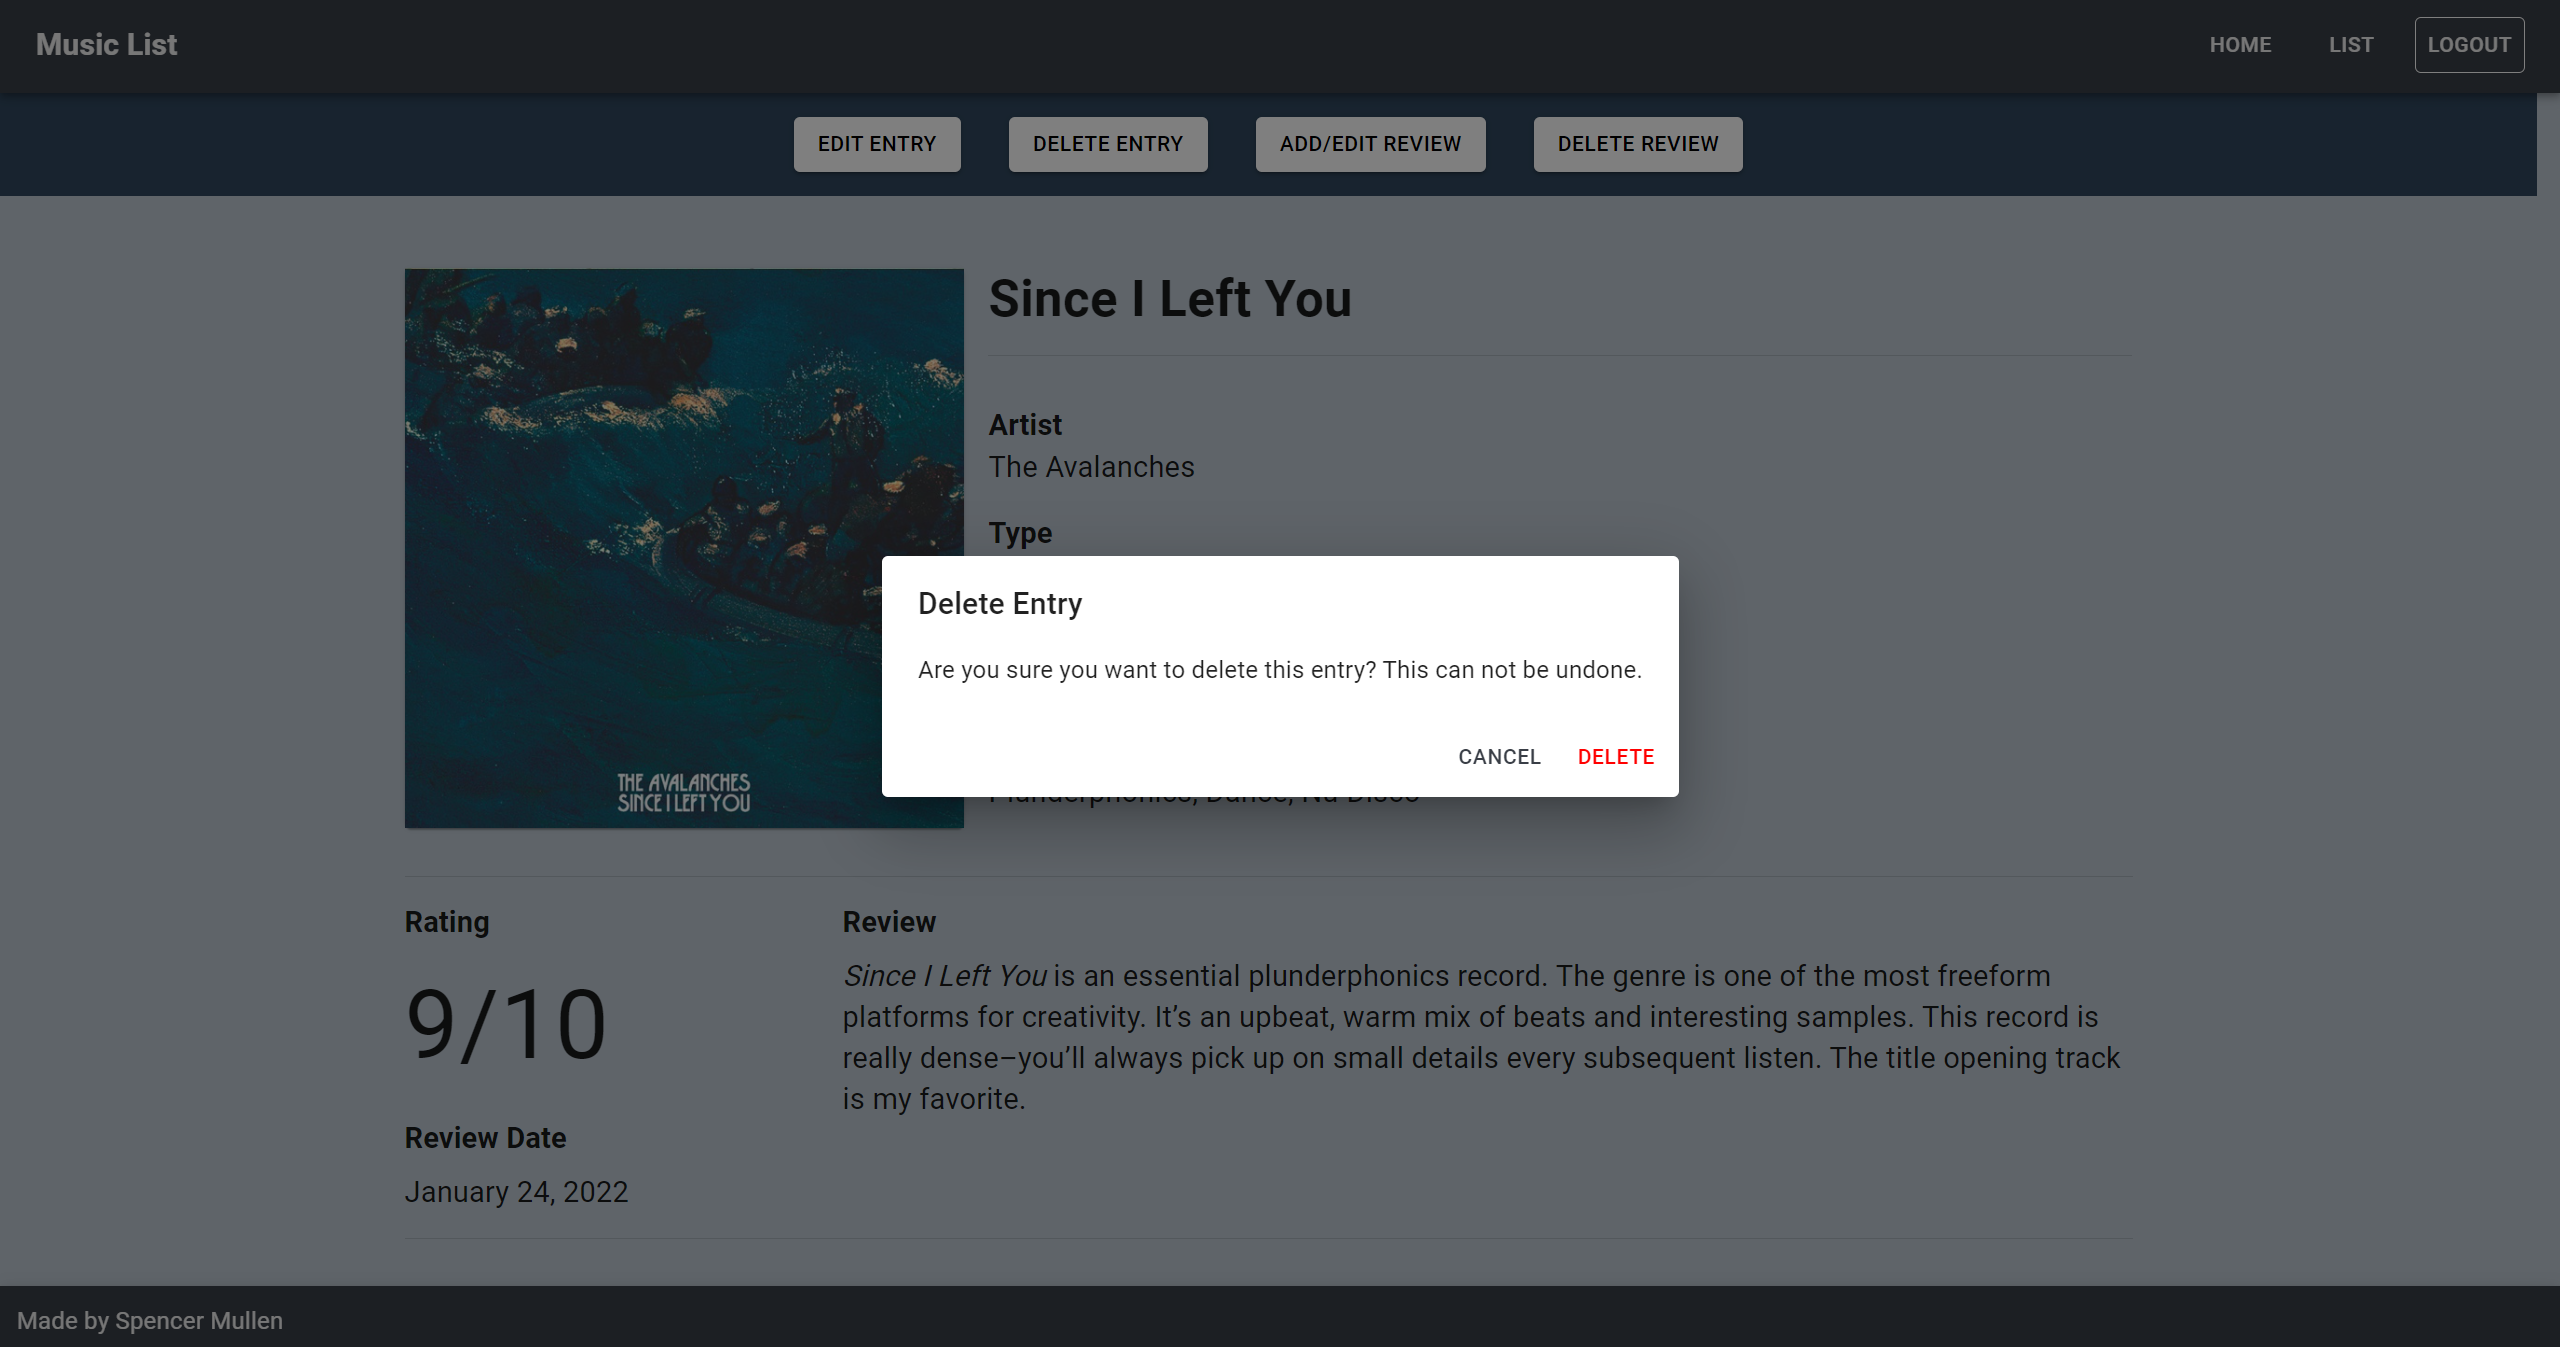 Music List
HOME
LIST
LOGOUT
EDIT ENTRY
DELETE ENTRY
ADD/EDIT REVIEW
DELETE REVIEW
Since I Left You
Artist
The Avalanches
Type
Delete Entry
Are you sure you want to delete this entry? This can not be undone.
CANCEL
DELETE
Plunderphonics, Dance, Nu Disco
THE AVALANCHES
SINCE I LEFT YOU
Rating
9/10
Review Date
January 24, 2022
Review
Since I Left You is an essential plunderphonics record. The genre is one of the most freeform
platforms for creativity. It’s an upbeat, warm mix of beats and interesting samples. This record is
really dense–you’ll always pick up on small details every subsequent listen. The title opening track
is my favorite.
Made by Spencer Mullen